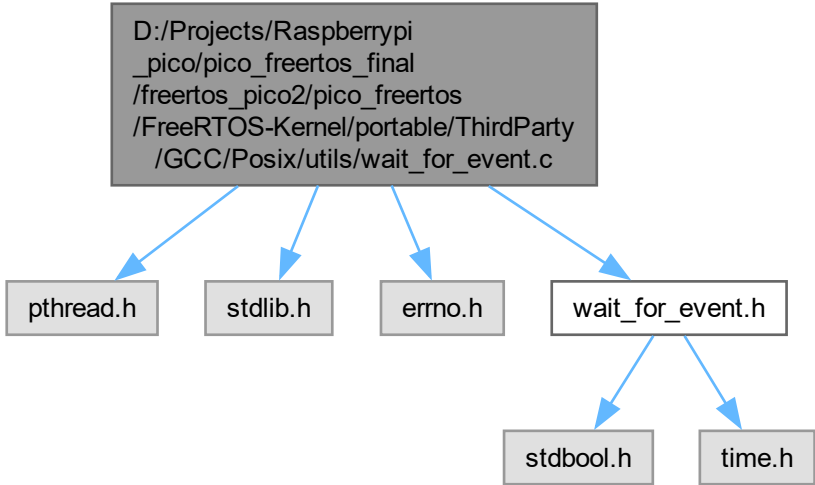 D:/Projects/Raspberrypi
_pico/pico_freertos_final
/freertos_pico2/pico_freertos
/FreeRTOS-Kernel/portable/ThirdParty
/GCC/Posix/utils/wait_for_event.c
pthread.h
stdlib.h
errno.h
wait_for_event.h
stdbool.h
time.h